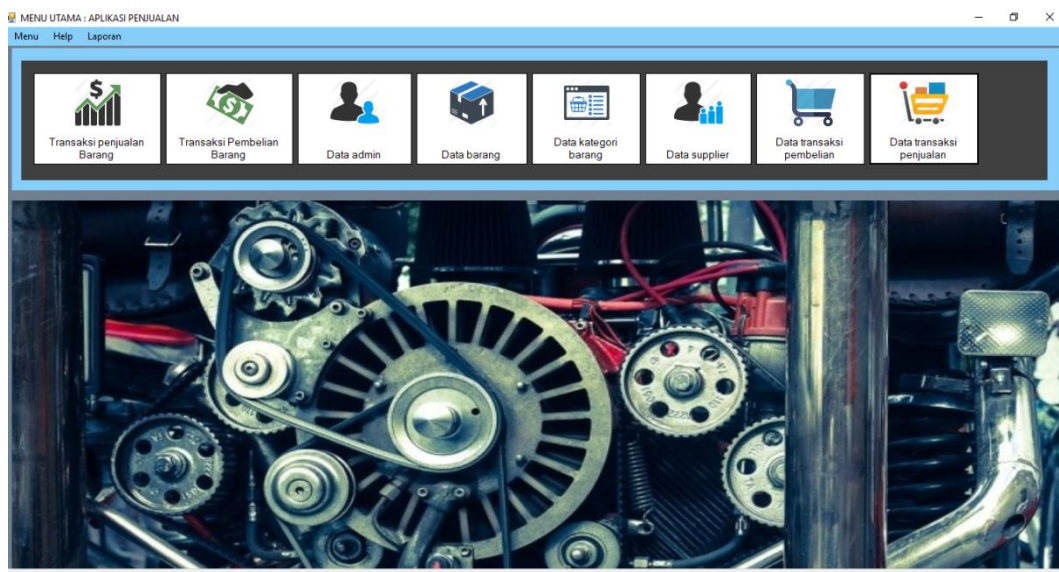 MENU UTAMA : APLIKASI PENJUALAN
Menu Help Laporan
Transaksi penjualan
Barang
Transaksi Pembelian
Barang
Data admin
Data barang
Data kategori
barang
Data supplier
Data transaksi
pembelian
Data transaksi
penjualan